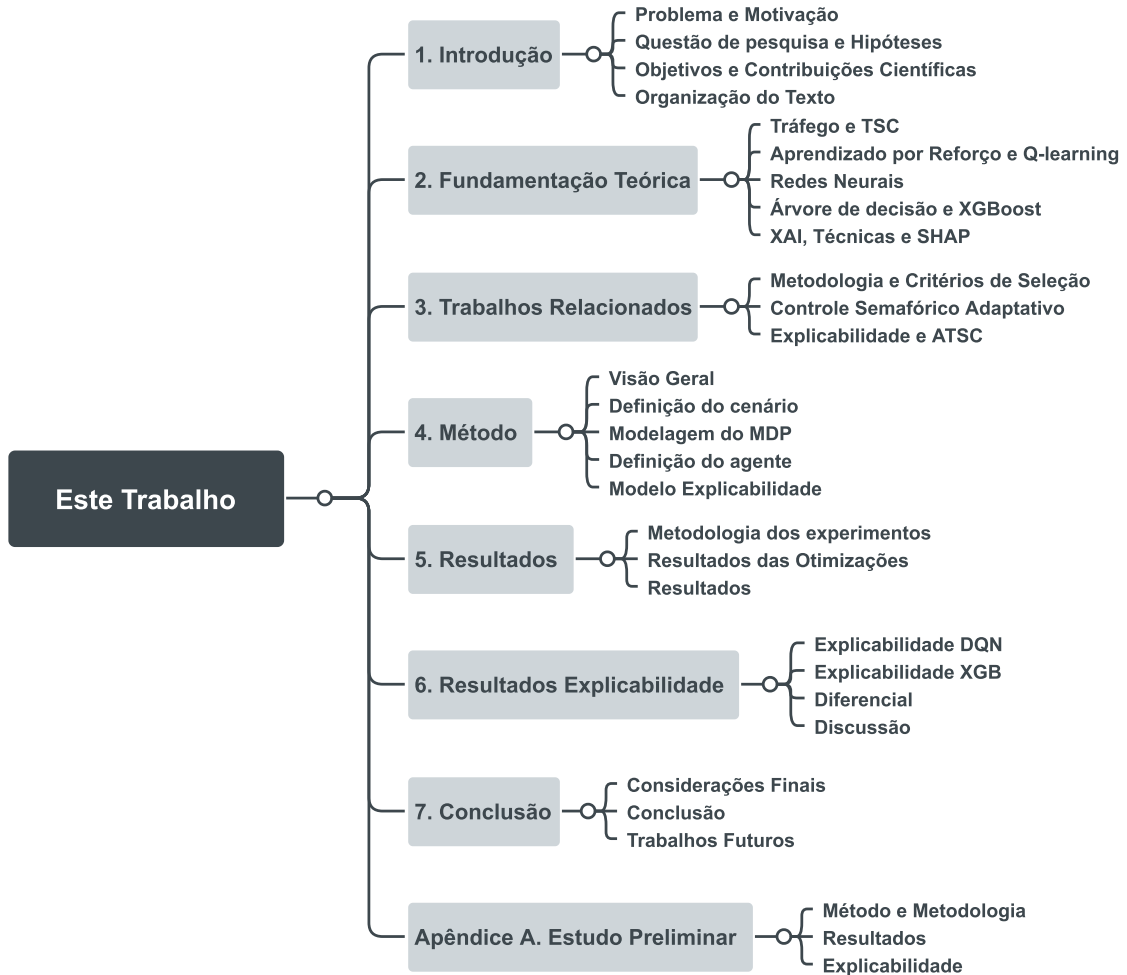 Este Trabalho
1. Introdução
Problema e Motivação
Questão de pesquisa e Hipóteses
Objetivos e Contribuições Científicas
Organização do Texto
2. Fundamentação Teórica
Tráfego e TSC
Aprendizado por Reforço e Q-learning
Redes Neurais
Árvore de decisão e XGBoost
XAI, Técnicas e SHAP
3. Trabalhos Relacionados
Metodologia e Critérios de Seleção
Controle Semafórico Adaptativo
Explicabilidade e ATSC
4. Método
Visão Geral
Definição do cenário
Modelagem do MDP
Definição do agente
Modelo Explicabilidade
5. Resultados
Metodologia dos experimentos
Resultados das Otimizações
Resultados
6. Resultados Explicabilidade
Explicabilidade DQN
Explicabilidade XGB
Diferencial
Discussão
7. Conclusão
Considerações Finais
Conclusão
Trabalhos Futuros
Apêndice A. Estudo Preliminar
Método e Metodologia
Resultados
Explicabilidade